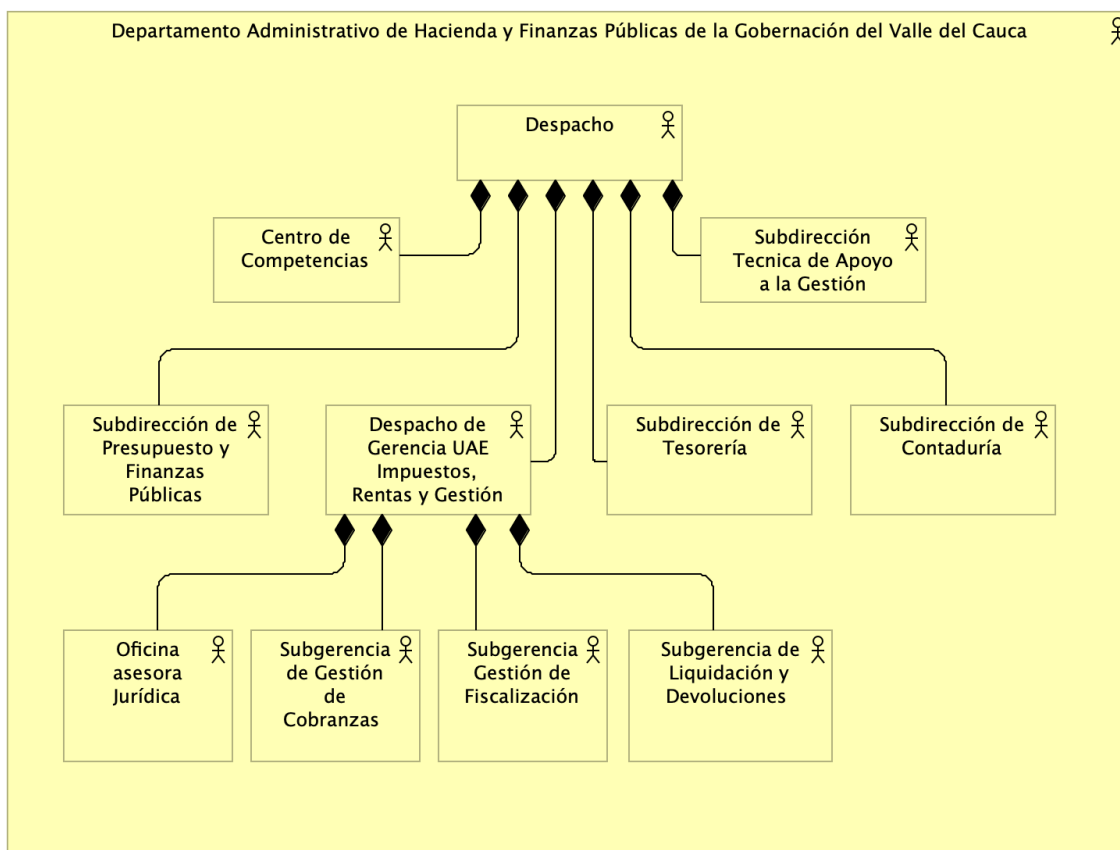 Departamento Administrativo de Hacienda y Finanzas Públicas de la Gobernación del Valle del Cauca
Despacho
Centro de
Competencias
Subdirección
Tecnica de Apoyo
a la Gestión
Subdirección de
Presupuesto y
Finanzas
Públicas
Despacho de
Gerencia UAE
Impuestos,
Rentas y Gestión
Subdirección de
Tesorería
Subdirección de
Contaduría
Oficina
asesora
Jurídica
Subgerencia
de Gestión
de
Cobranzas
Subgerencia
Gestión de
Fiscalización
Subgerencia de
Liquidación y
Devoluciones